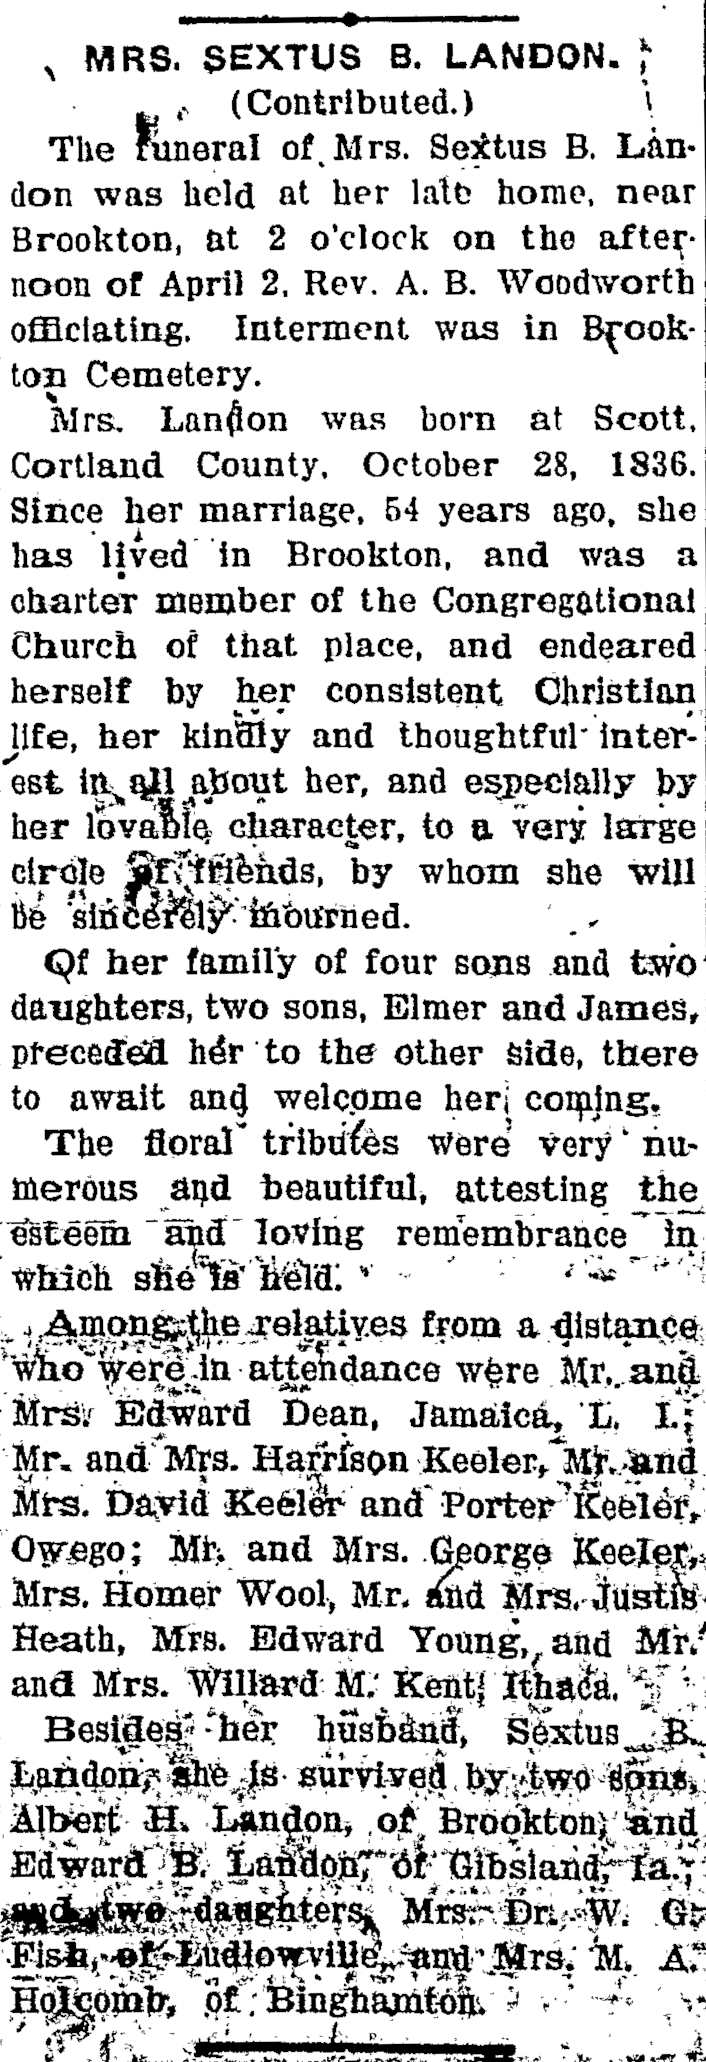 MRS. SEXTUS B. LANDON.
(Contributed.)
The funeral of Mrs. Sextus B. Lan-
don was held at her late home, near
Brookton, at 2 o'clock on the after-
noon of April 2, Rev. A. B. Woodworth
officiating. Interment was in Brook-
ton Cemetery.
Mrs. Landon was born at Scott,
Cortland County, October 28, 1836.
Since her marriage, 54 years ago, she
has lived in Brookton, and was a
charter member of the Congregational
Church of that place, and endeared
herself by her consistent Christian
life, her kindly and thoughtful inter-
est in all about her, and especially by
her lovable character, to a very large
circle of friends, by whom she will
be sincerely mourned.
Of her family of four sons and two
daughters, two sons, Elmer and James,
preceded her to the other side, there
to await and welcome her coming.
The floral tributes were very nu-
merous and beautiful, attesting the
esteem and loving remembrance in
which she is held.
Among the relatives from a distance
who were in attendance were Mr. and
Mrs. Edward Dean, Jamaica, L. I.;
Mr. and Mrs. Harrison Keeler, Mr. and
Mrs. David Keeler and Porter Keeler,
Owego; Mr. and Mrs. George Keeler,
Mrs. Homer Wool, Mr. and Mrs. Justis
Heath, Mrs. Edward Young, and Mr.
and Mrs. Willard M. Kent, Ithaca.
Besides her husband, Sextus B.
Landon, she is survived by two sons,
Albert H. Landon, of Brookton, and
Edward B. Landon, of Gibsland, Ia.;
and two daughters, Mrs. Dr. W. G.
Fish, of Ludlowville, and Mrs. M. A.
Holcomb, of Binghamton.